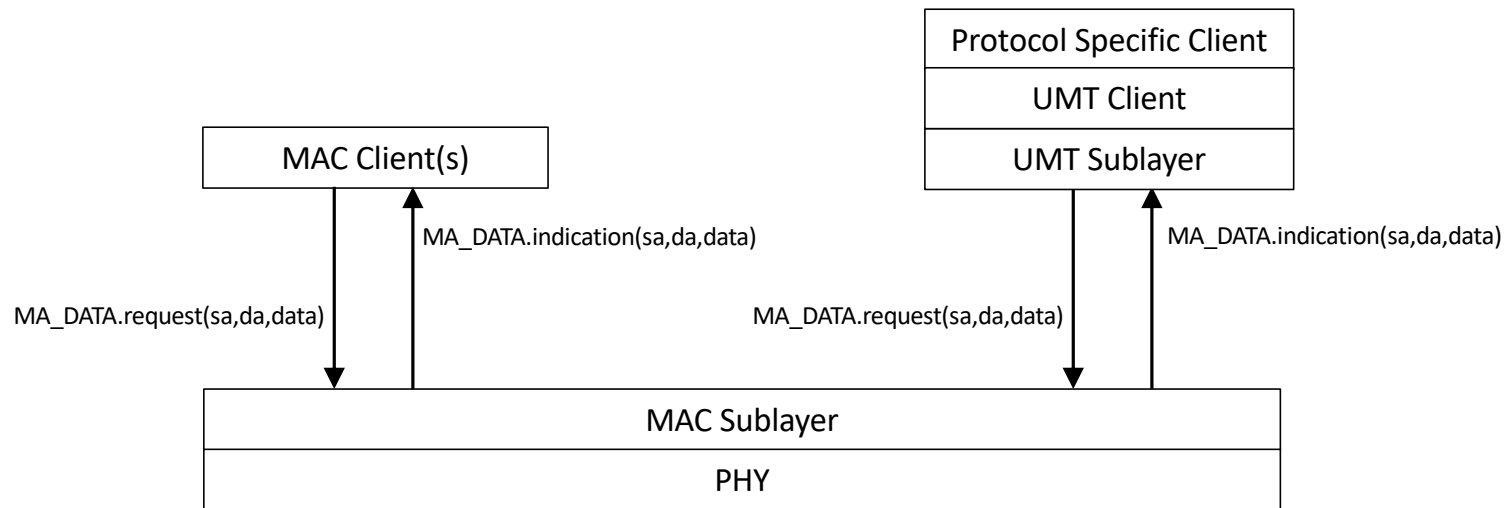 Protocol Specific Client
UMT Client
MAC Client(s)
UMT Sublayer
MA_DATA.indication(sa,da,data)
MA_DATA.indication(sa,da,data)
MA_DATA.request(sa,da,data)
MA_DATA.request(sa,da,data)
MAC Sublayer
PHY